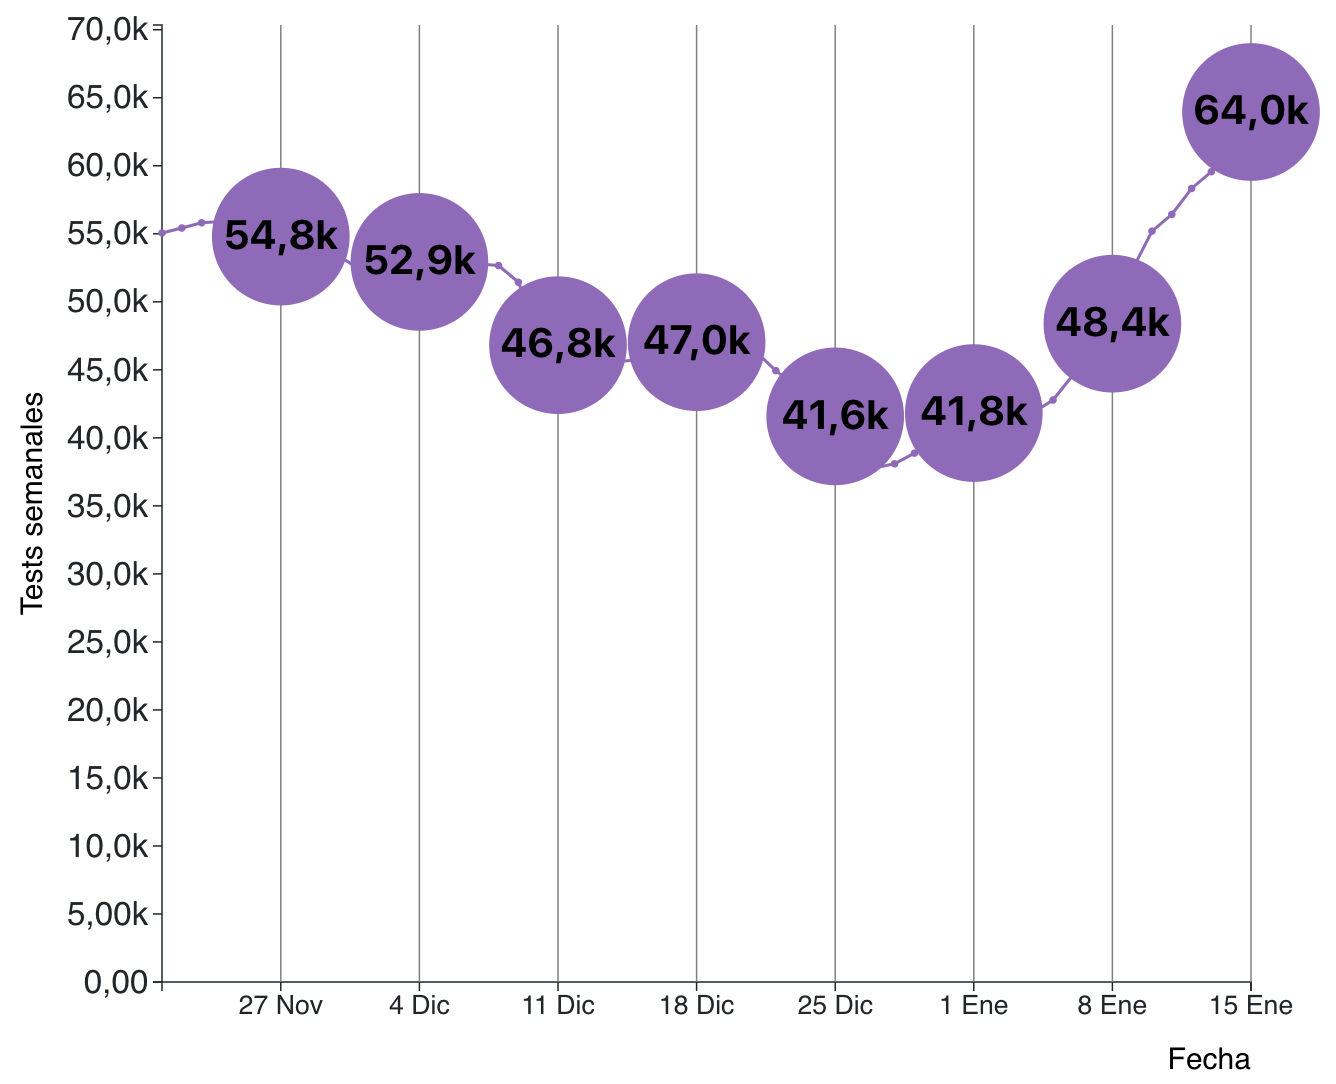 70,0k
65,0k
60,0k
55,0k
50,0k
45,0k
40,0k
35,0k
30,0k
25,0k
20,0k
15,0k
10,0k
5,00k
0,00
Tests semanales
54,8k
52,9k
46,8k
47,0k
41,6k
41,8k
48,4k
64,0k
27 Nov
4 Dic
11 Dic
18 Dic
25 Dic
1 Ene
8 Ene
15 Ene
Fecha